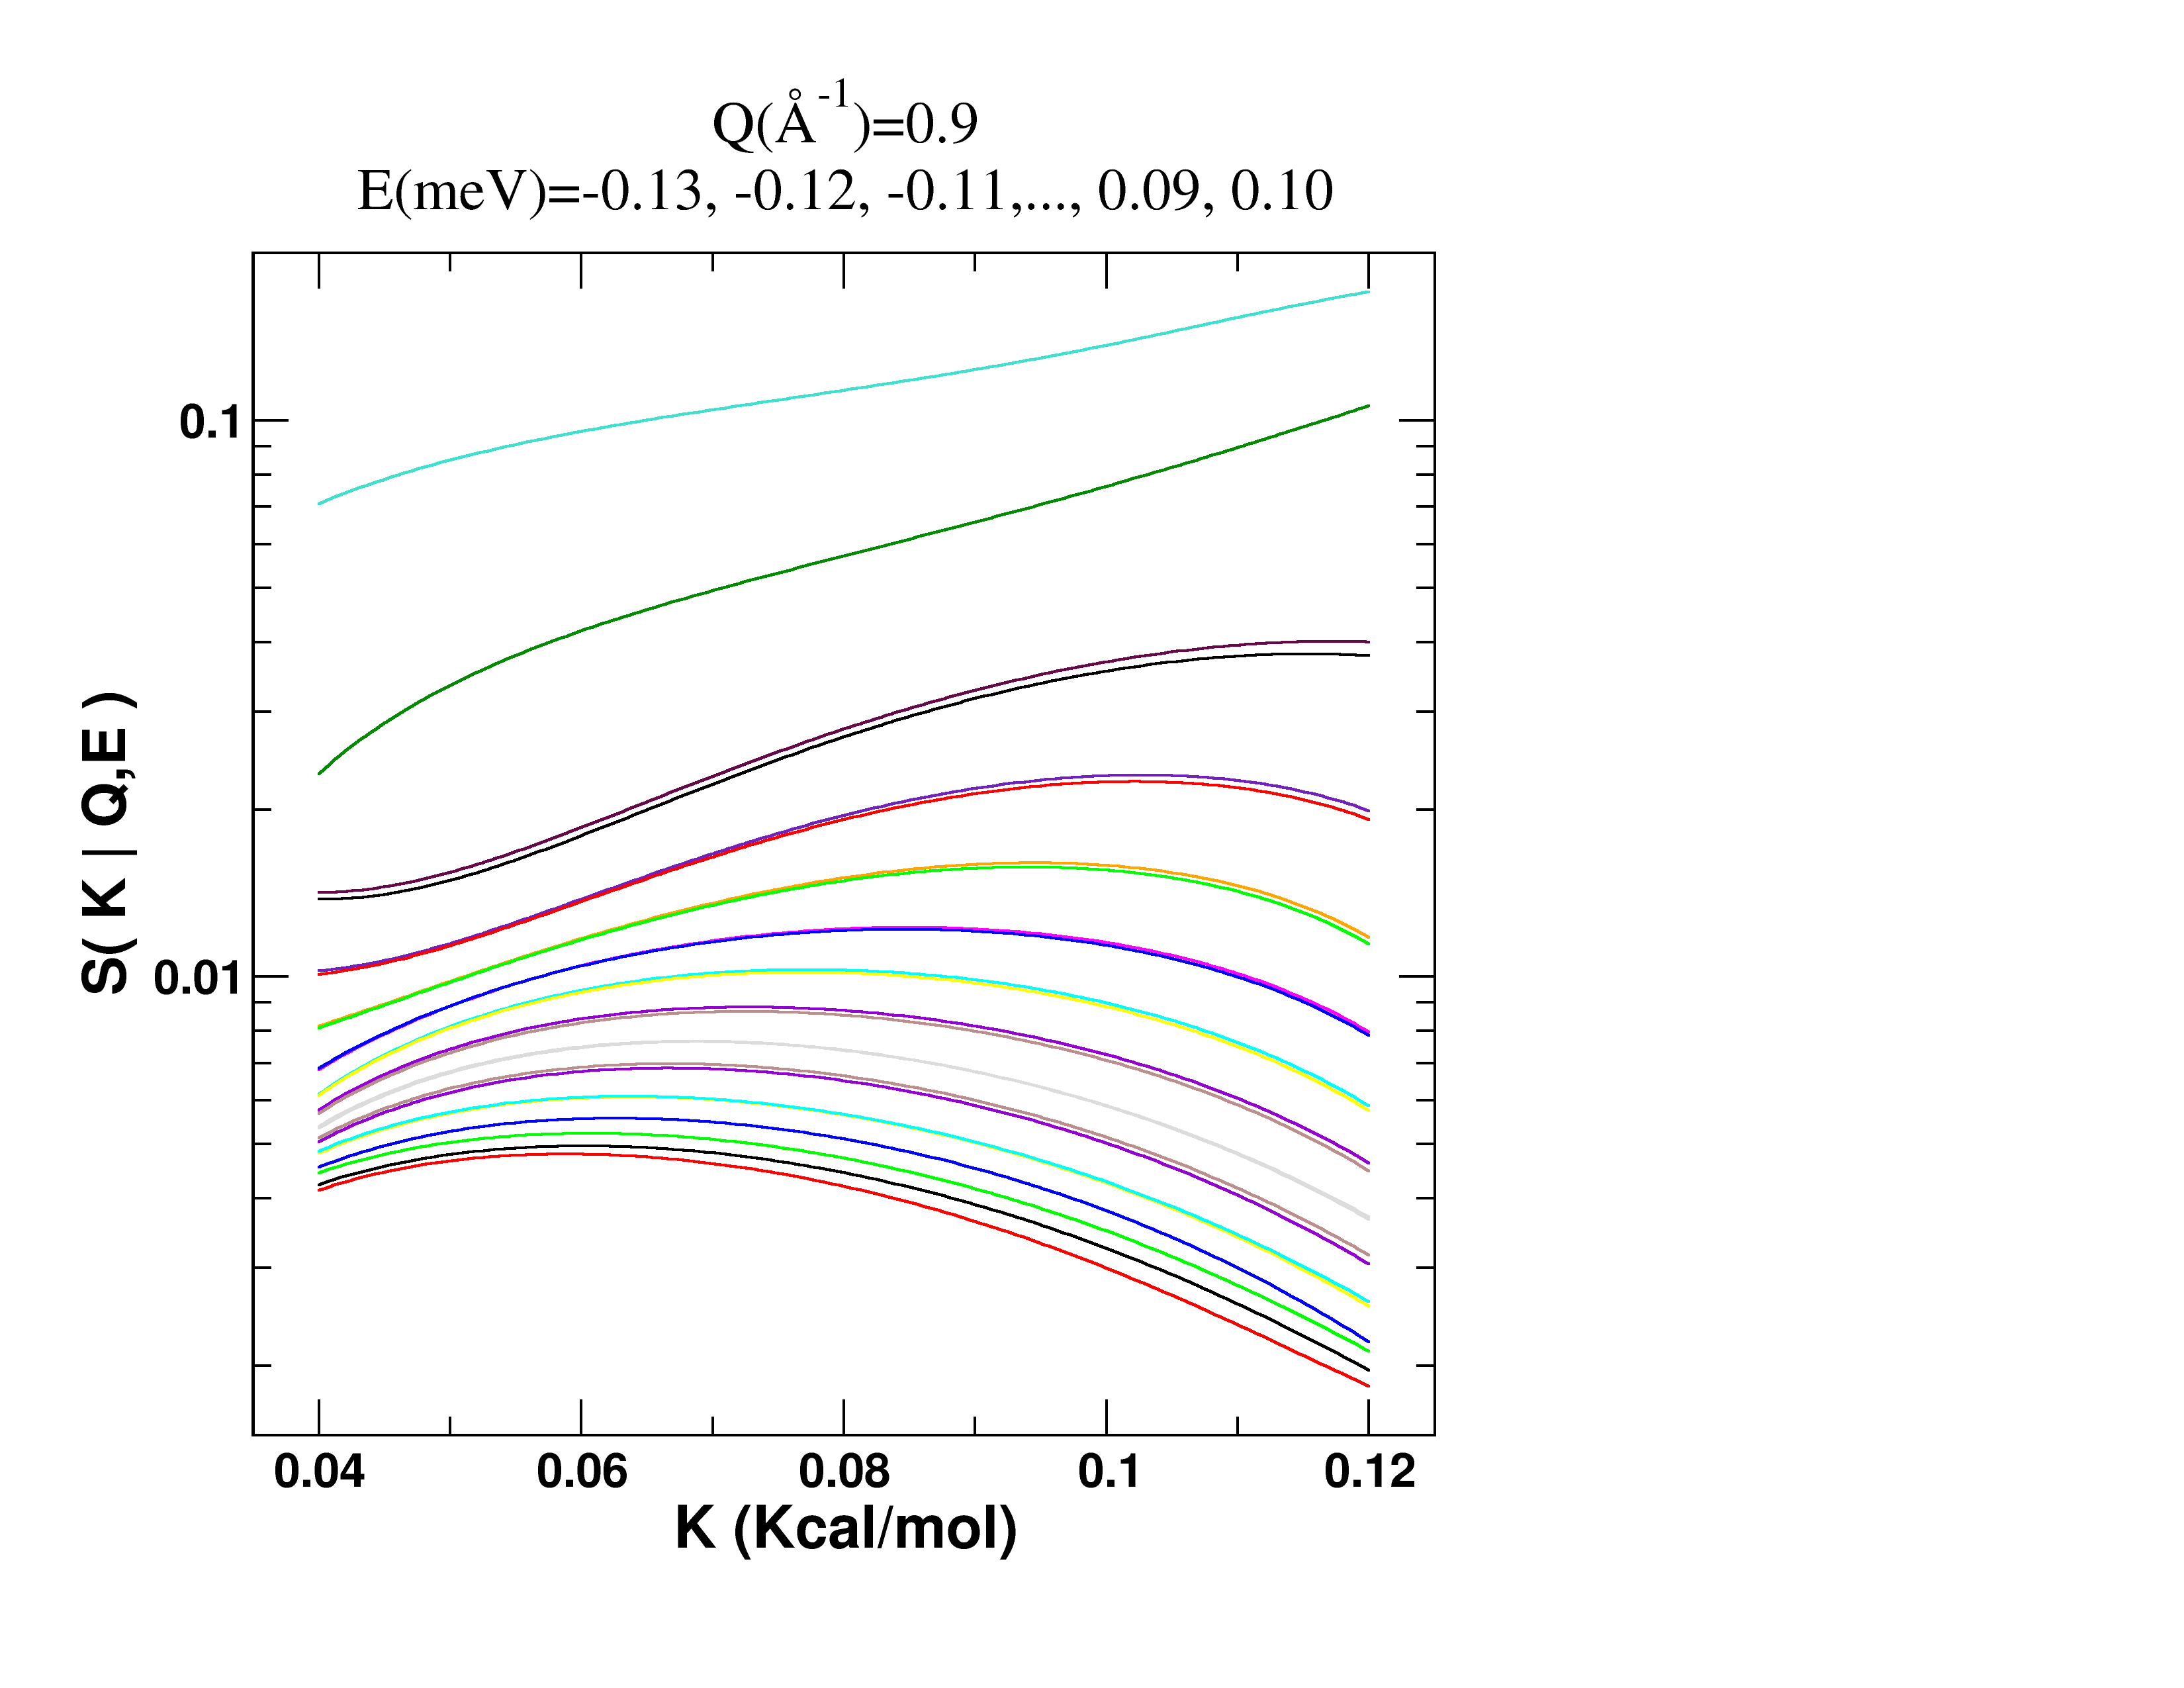 Q(Å-1)=0.9
E(meV)=-0.13, -0.12, -0.11,..., 0.09, 0.10
0.1
S( K | Q,E )
0.01
0.04 0.06 0.08 0.1 0.12
K (Kcal/mol)